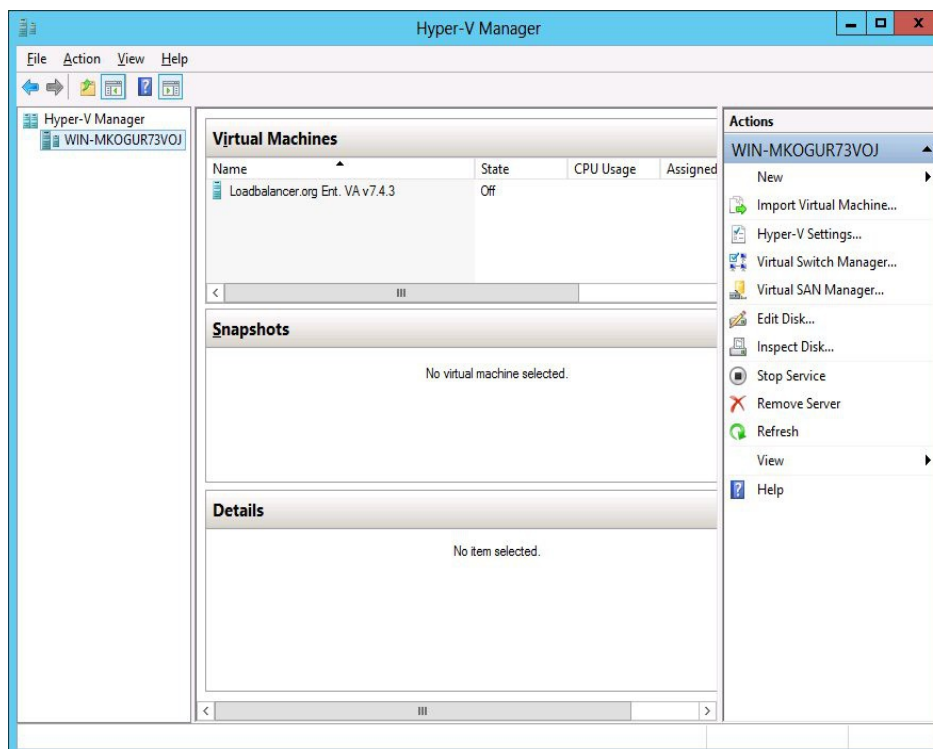 Hyper-V Manager
File Action View Help
Hyper-V Manager
WIN-MKOGUR73VOJ
Virtual Machines
Name State CPU Usage Assigned
Loadbalancer.org Ent. VA v7.4.3 Off
Snapshots
No virtual machine selected.
Details
No item selected.
Actions
WIN-MKOGUR73VOJ
New
Import Virtual Machine...
Hyper-V Settings...
Virtual Switch Manager...
Virtual SAN Manager...
Edit Disk...
Inspect Disk...
Stop Service
Remove Server
Refresh
View
Help